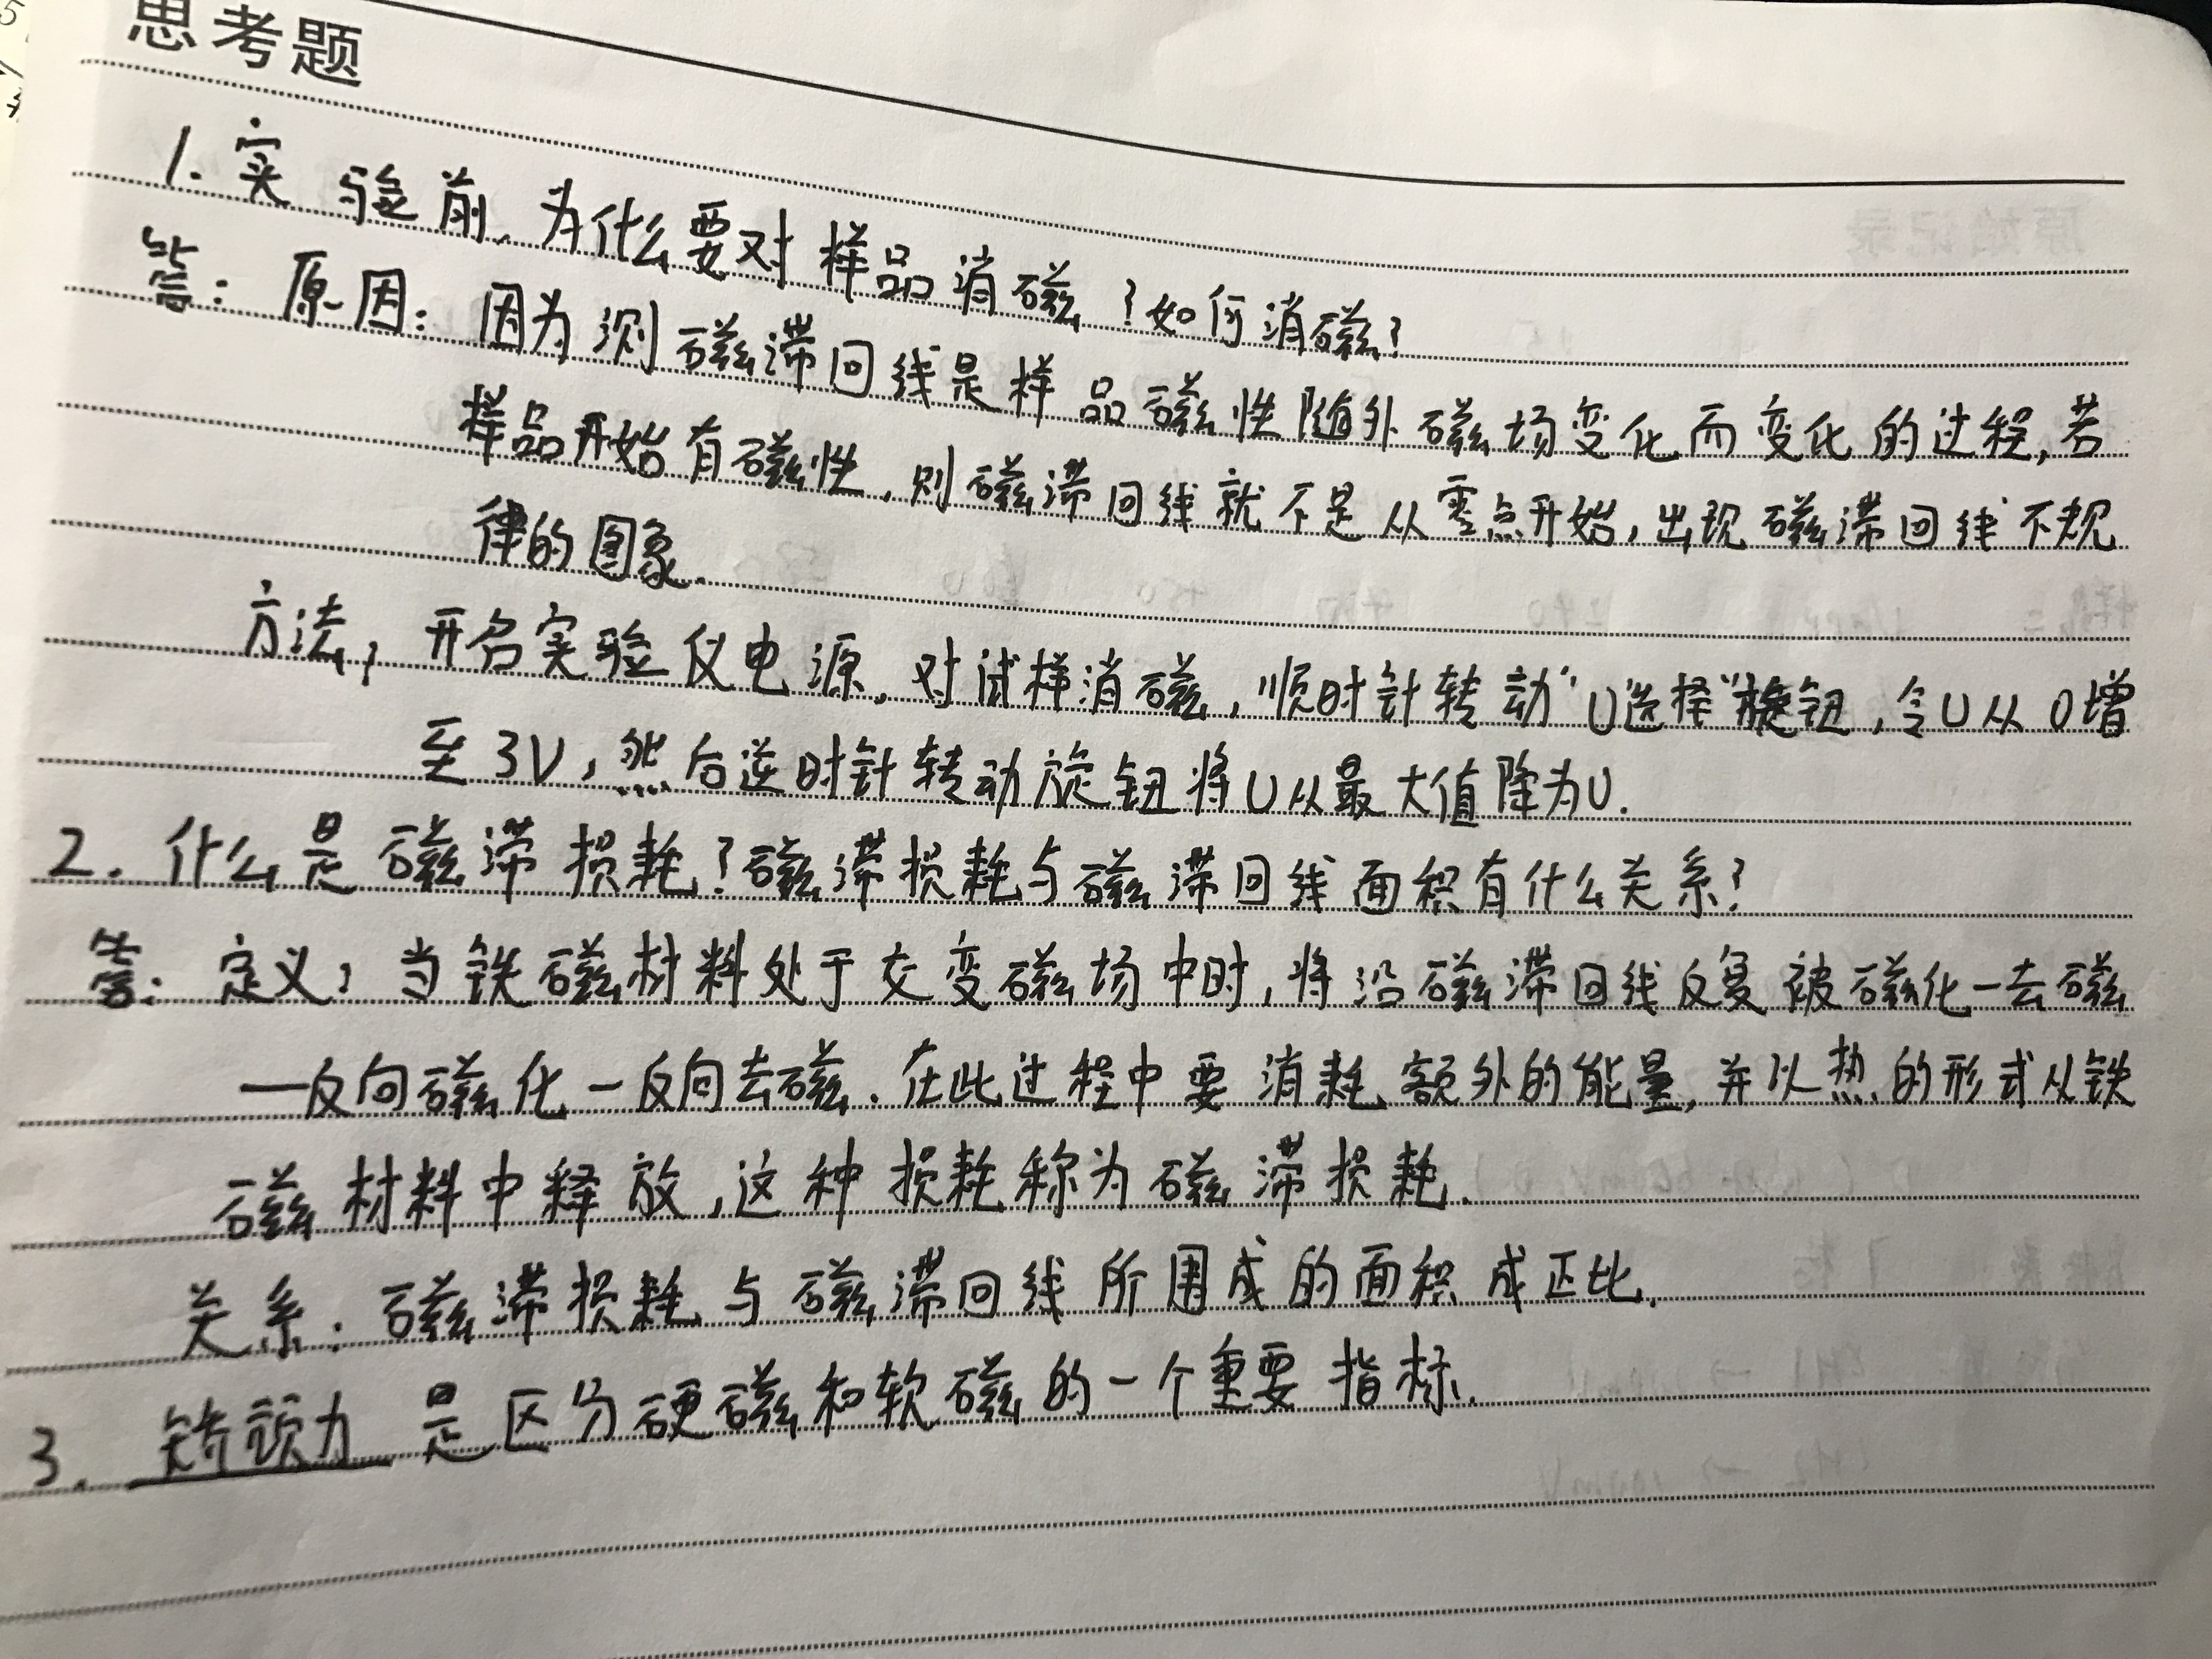 思考题
1. 实验前,为什么要对样品消磁?如何消磁?
答:原因:因为测磁滞回线是样品磁性随外磁场变化而变化的过程,若
样品开始有磁性,则磁滞回线就不是从零点开始,出现磁滞回线不规
律的图象.
方法:开启实验仪电源,对试样消磁,顺时针转动“U选择”旋钮,令U从0增
至3V,然后逆时针转动旋钮将U从最大值降为0.
2. 什么是磁滞损耗?磁滞损耗与磁滞回线面积有什么关系?
答:定义:当铁磁材料处于交变磁场中时,将沿磁滞回线反复被磁化—去磁
—反向磁化—反向去磁.在此过程中要消耗额外的能量,并以热的形式从铁
磁材料中释放,这种损耗称为磁滞损耗.
关系:磁滞损耗与磁滞回线所围成的面积成正比.
3. 矫顽力是区分硬磁和软磁的一个重要指标.